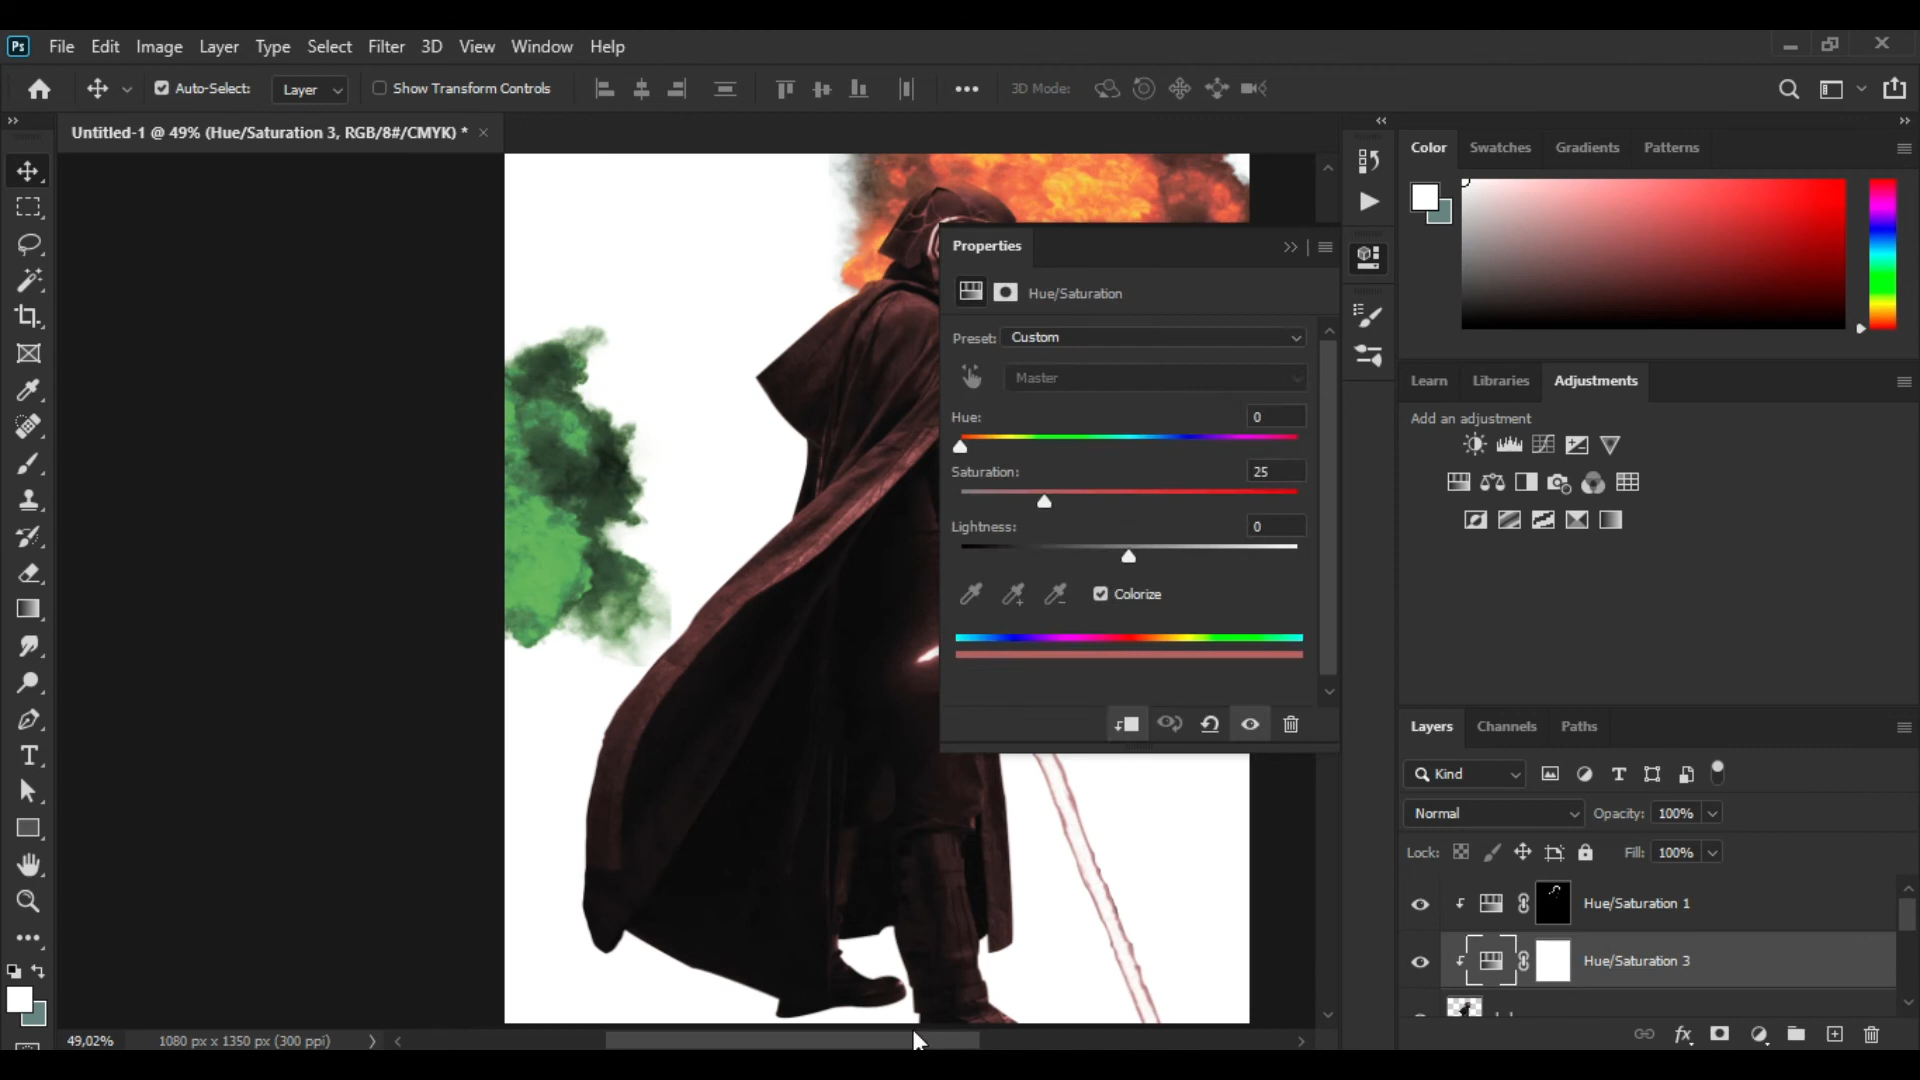 Ps File Edit Image Layer Type Select Filter 3D View Window Help
Auto-Select: Layer Show Transform Controls 3D Mode:
Untitled-1 @ 49% (Hue/Saturation 3, RGB/8#/CMYK) *
Color Swatches Gradients Patterns
Properties
Hue/Saturation
Preset: Custom
Master
Hue: 0
Saturation: 25
Lightness: 0
Colorize
Learn Libraries Adjustments
Add an adjustment
Layers Channels Paths
Kind
Normal Opacity: 100%
Lock: Fill: 100%
Hue/Saturation 1
Hue/Saturation 3
49,02% 1080 px x 1350 px (300 ppi)